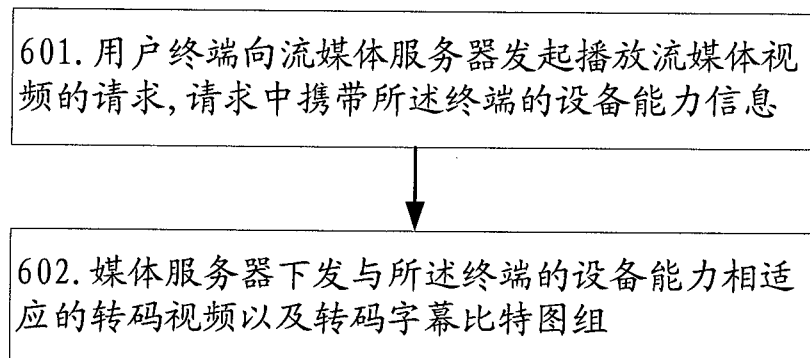 601.用户终端向流媒体服务器发起播放流媒体视
频的请求,请求中携带所述终端的设备能力信息
602.媒体服务器下发与所述终端的设备能力相适
应的转码视频以及转码字幕比特图组